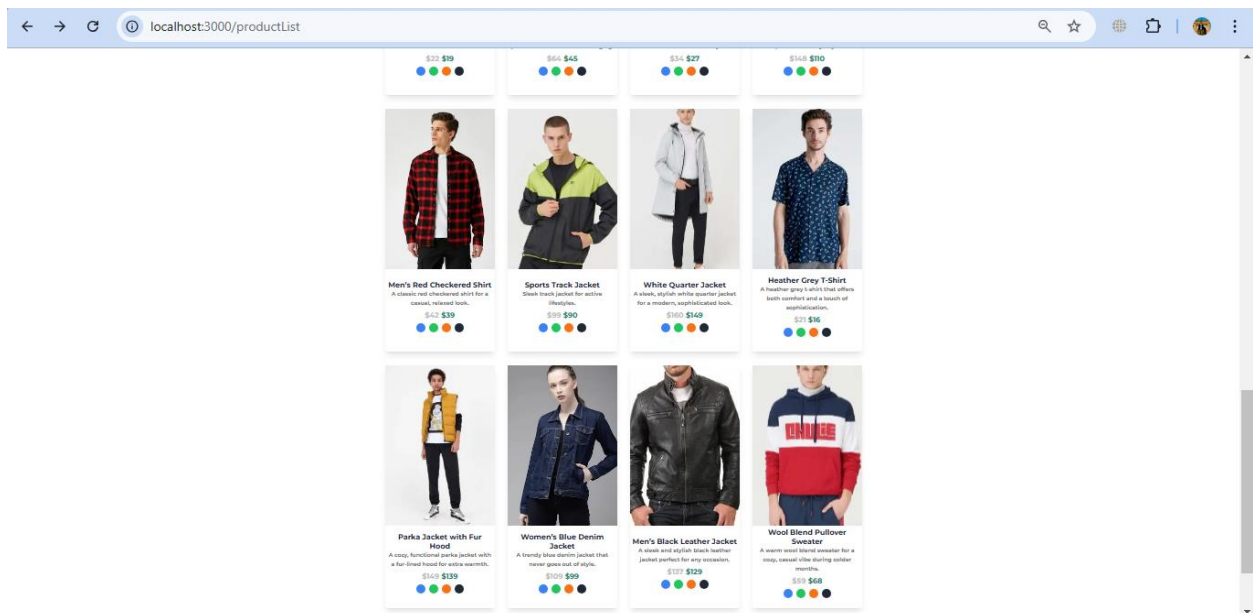 localhost:3000/productList
$22 $19
$64 $45
$34 $27
$148 $110
Men's Red Checkered Shirt
A classic red checkered shirt for a
casual, relaxed look.
$42 $39
Sports Track Jacket
Sleek track jacket for active
lifestyles.
$99 $90
White Quarter Jacket
A sleek, stylish white quarter jacket
for a modern, sophisticated look.
$160 $149
Heather Grey T-Shirt
A heather grey t-shirt that offers
both comfort and a touch of
sophistication.
$21 $16
Parka Jacket with Fur
Hood
A cozy, functional parka jacket with
a fur-lined hood for extra warmth.
$149 $139
Women's Blue Denim
Jacket
A trendy blue denim jacket that
never goes out of style.
$109 $99
Men's Black Leather Jacket
A sleek and stylish black leather
jacket perfect for any occasion.
$137 $129
Wool Blend Pullover
Sweater
A warm wool blend sweater for a
cozy, casual vibe during colder
months.
$59 $68